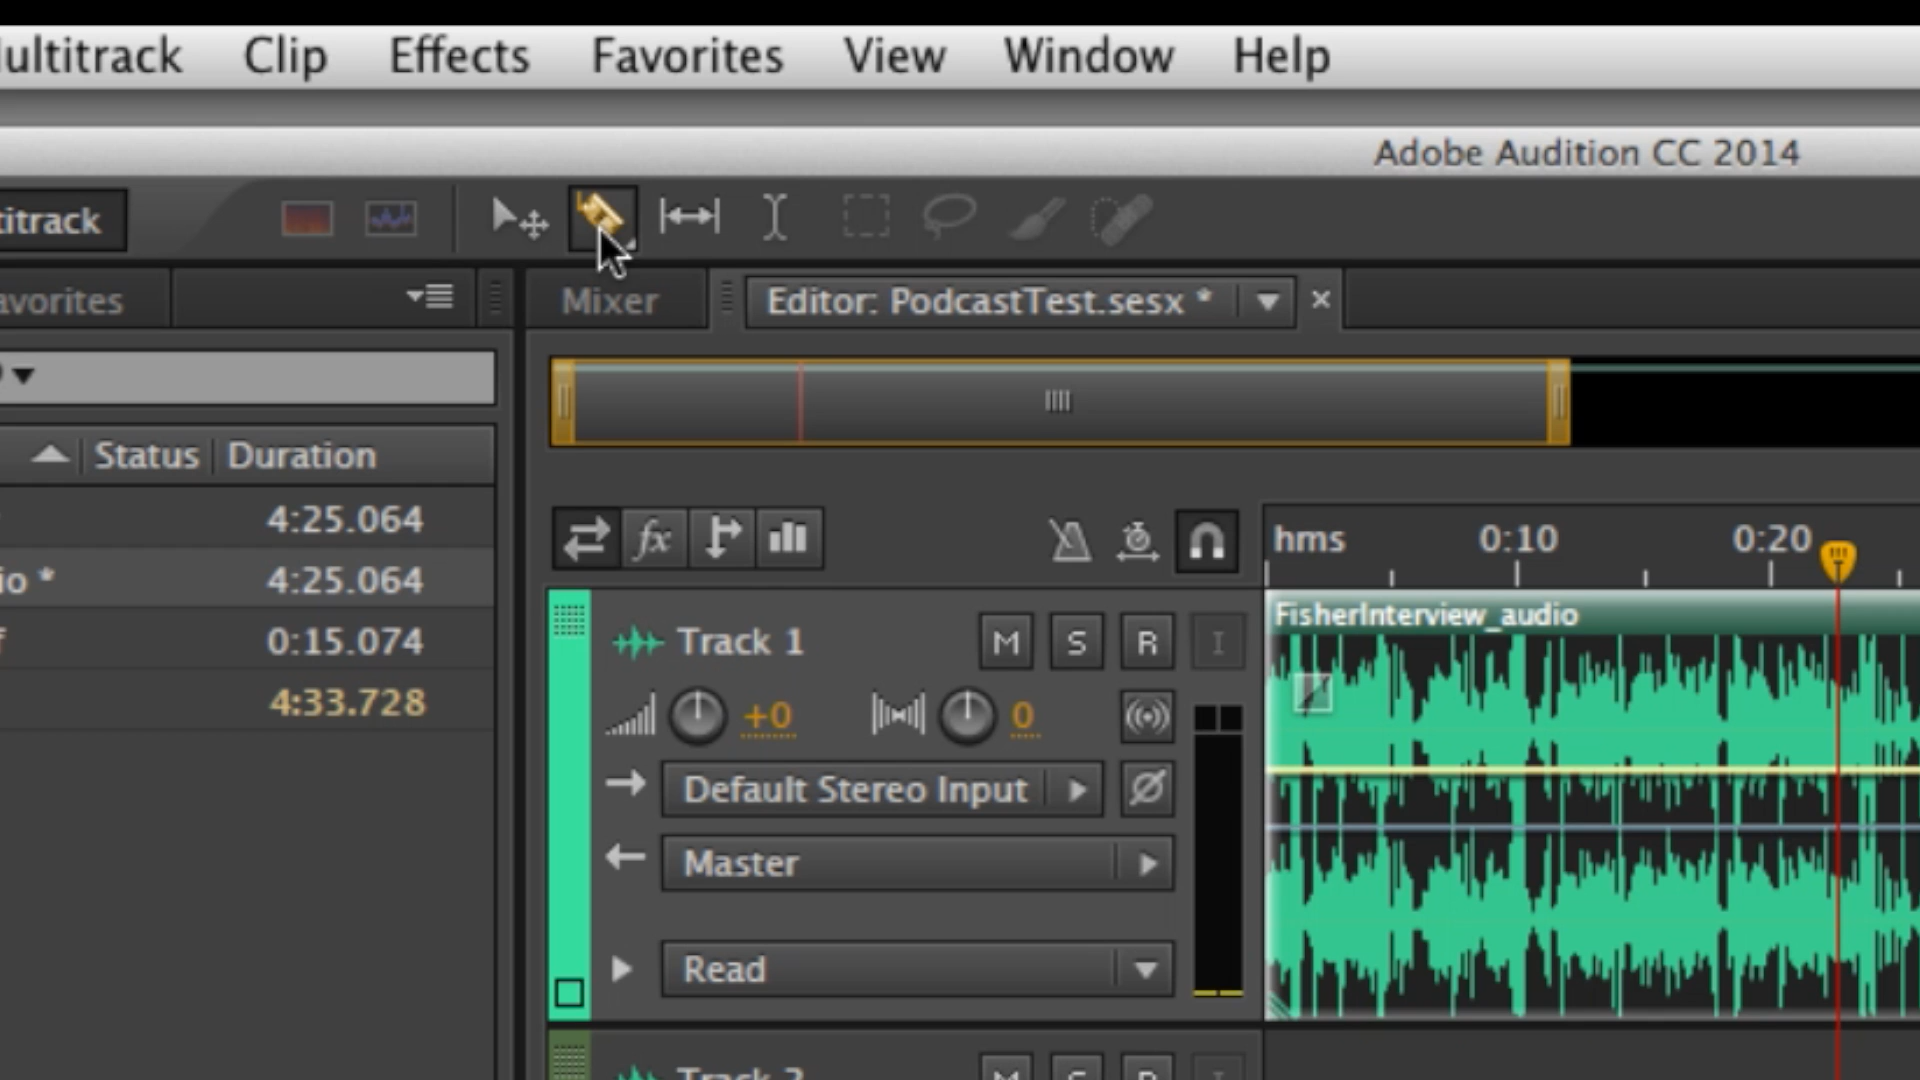 ultitrack Clip Effects Favorites View Window Help
Adobe Audition CC 2014
titrack
avorites
Mixer
Editor: PodcastTest.sesx *
Status Duration
4:25.064
io * 4:25.064
f 0:15.074
4:33.728
fx
hms 0:10 0:20
FisherInterview_audio
Track 1 M S R I
+0 0
Default Stereo Input
Master
Read
Track 2 M S R I